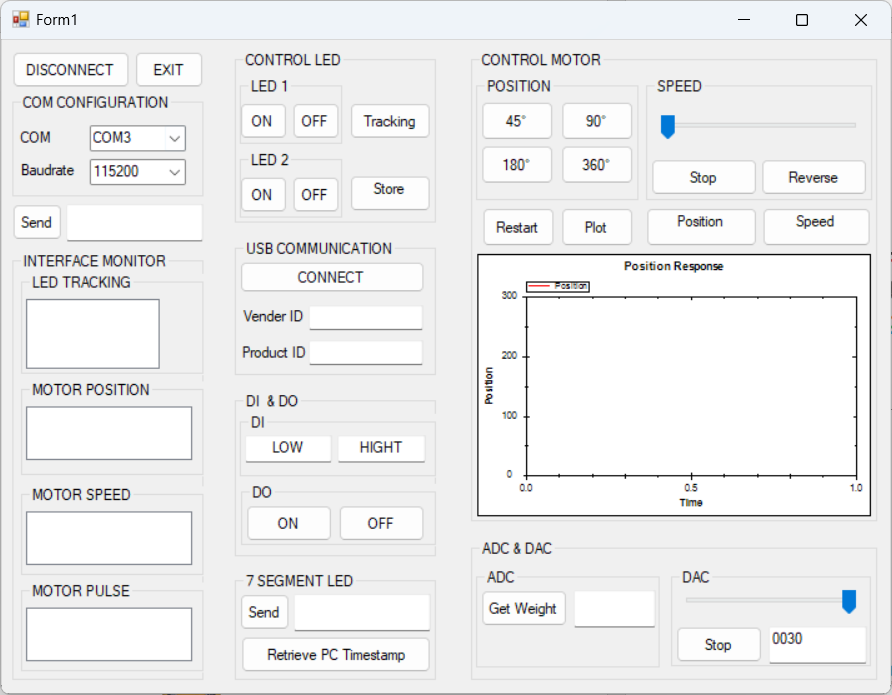 Form1
DISCONNECT
EXIT
COM CONFIGURATION
COM
COM3
Baudrate
115200
Send
INTERFACE MONITOR
LED TRACKING
MOTOR POSITION
MOTOR SPEED
MOTOR PULSE
CONTROL LED
LED 1
ON
OFF
Tracking
LED 2
ON
OFF
Store
USB COMMUNICATION
CONNECT
Vender ID
Product ID
DI & DO
DI
LOW
HIGHT
DO
ON
OFF
7 SEGMENT LED
Send
Retrieve PC Timestamp
CONTROL MOTOR
POSITION
45°
90°
180°
360°
SPEED
Stop
Reverse
Restart
Plot
Position
Speed
Position Response
Position
300
200
100
0
Position
0.0
0.5
1.0
Time
ADC & DAC
ADC
Get Weight
DAC
Stop
0030